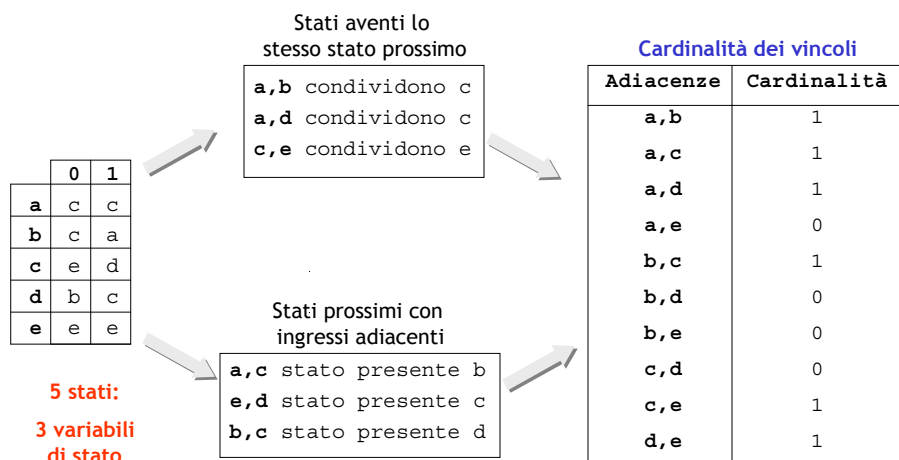 Stati aventi lo
stesso stato prossimo
a,b condividono c
a,d condividono c
c,e condividono e
0 1
a c c
b c a
c e d
d b c
e e e
5 stati:
3 variabili
di stato
Stati prossimi con
ingressi adiacenti
a,c stato presente b
e,d stato presente c
b,c stato presente d
Cardinalità dei vincoli
Adiacenze Cardinalità
a,b 1
a,c 1
a,d 1
a,e 0
b,c 1
b,d 0
b,e 0
c,d 0
c,e 1
d,e 1